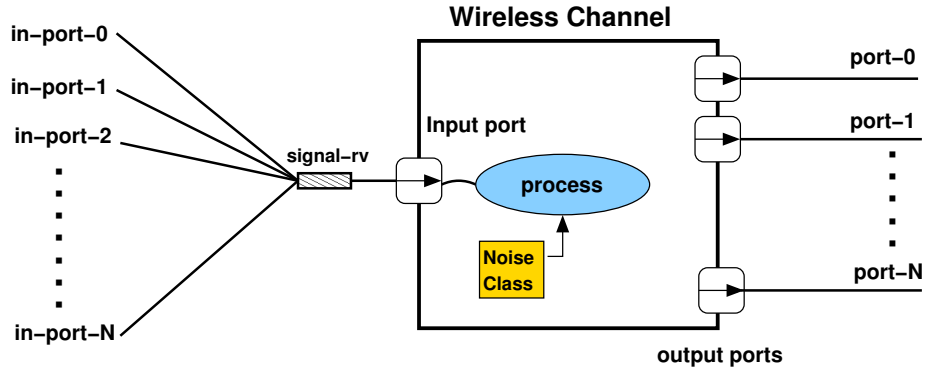 Wireless Channel
in–port–0
in–port–1
in–port–2
in–port–N
signal–rv
Input port
process
Noise
Class
port–0
port–1
port–N
output ports